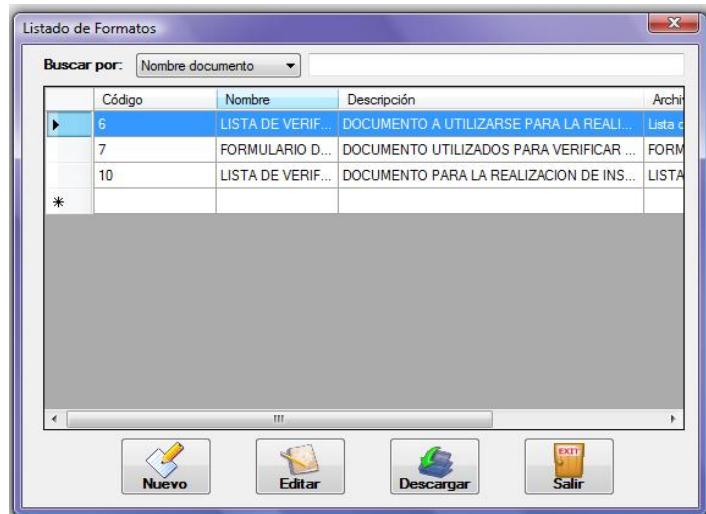 Listado de Formatos
Buscar por: Nombre documento
Código Nombre Descripción Archi
6 LISTA DE VERIF... DOCUMENTO A UTILIZARSE PARA LA REALI... Lista c
7 FORMULARIO D... DOCUMENTO UTILIZADOS PARA VERIFICAR ... FORM
10 LISTA DE VERIF... DOCUMENTO PARA LA REALIZACION DE INS... LISTA
EXIT
Nuevo Editar Descargar Salir